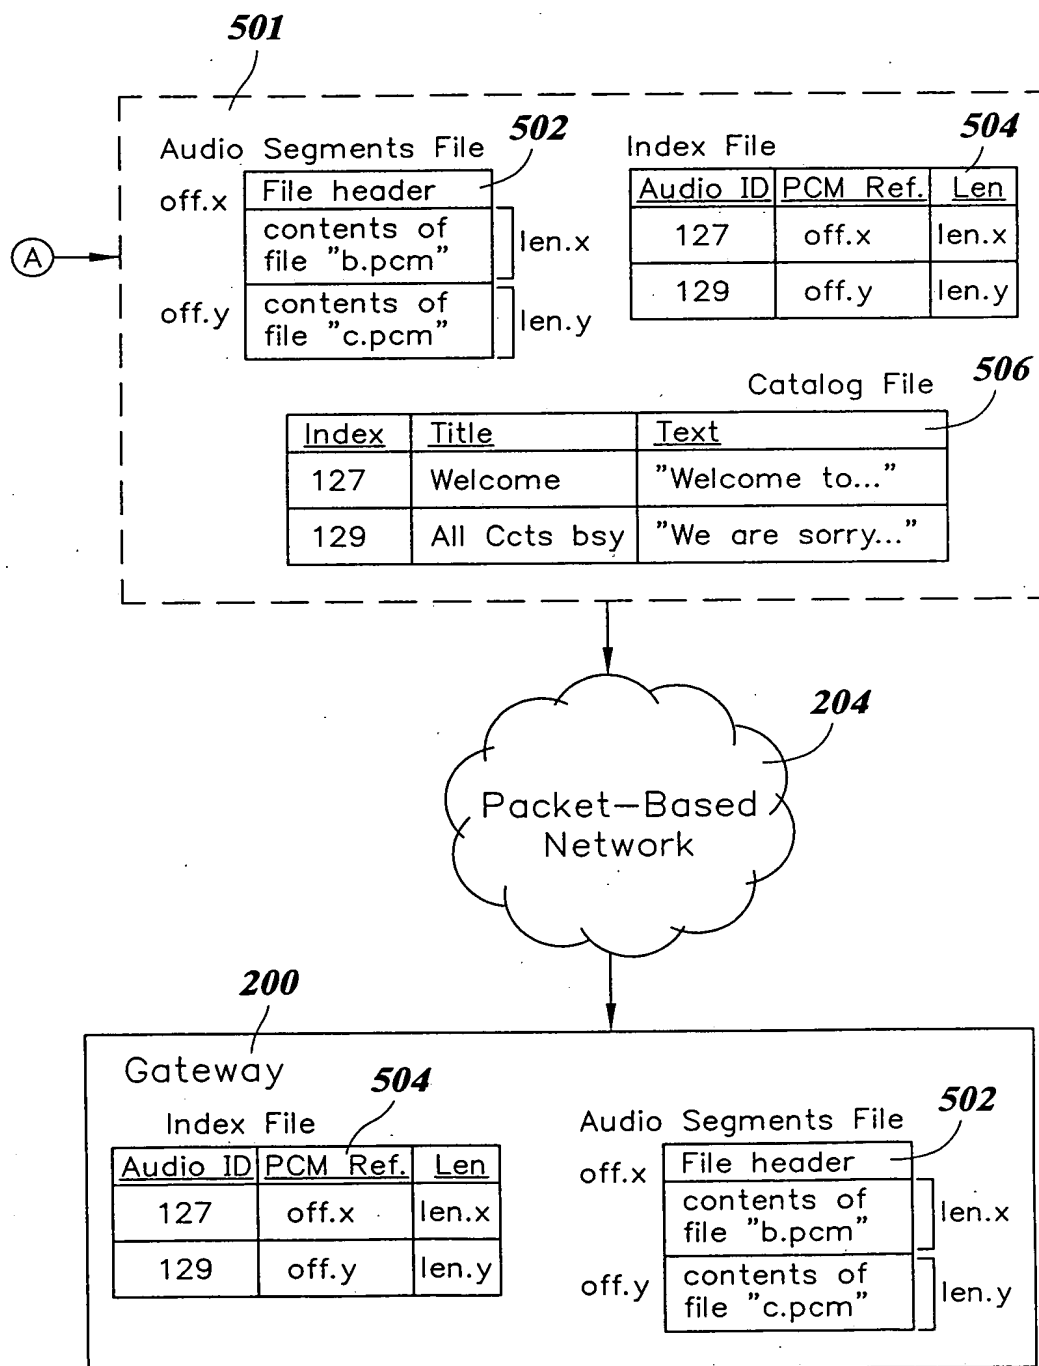 501
Audio Segments File
502
off.x
File header
contents of
file "b.pcm"
len.x
off.y
contents of
file "c.pcm"
len.y
Index File
504
Audio ID PCM Ref. Len
127 off.x len.x
129 off.y len.y
A
Catalog File
506
Index Title Text
127 Welcome "Welcome to..."
129 All Ccts bsy "We are sorry..."
204
Packet-Based
Network
200
Gateway
504
Index File
Audio ID PCM Ref. Len
127 off.x len.x
129 off.y len.y
Audio Segments File
502
off.x
File header
contents of
file "b.pcm"
len.x
off.y
contents of
file "c.pcm"
len.y